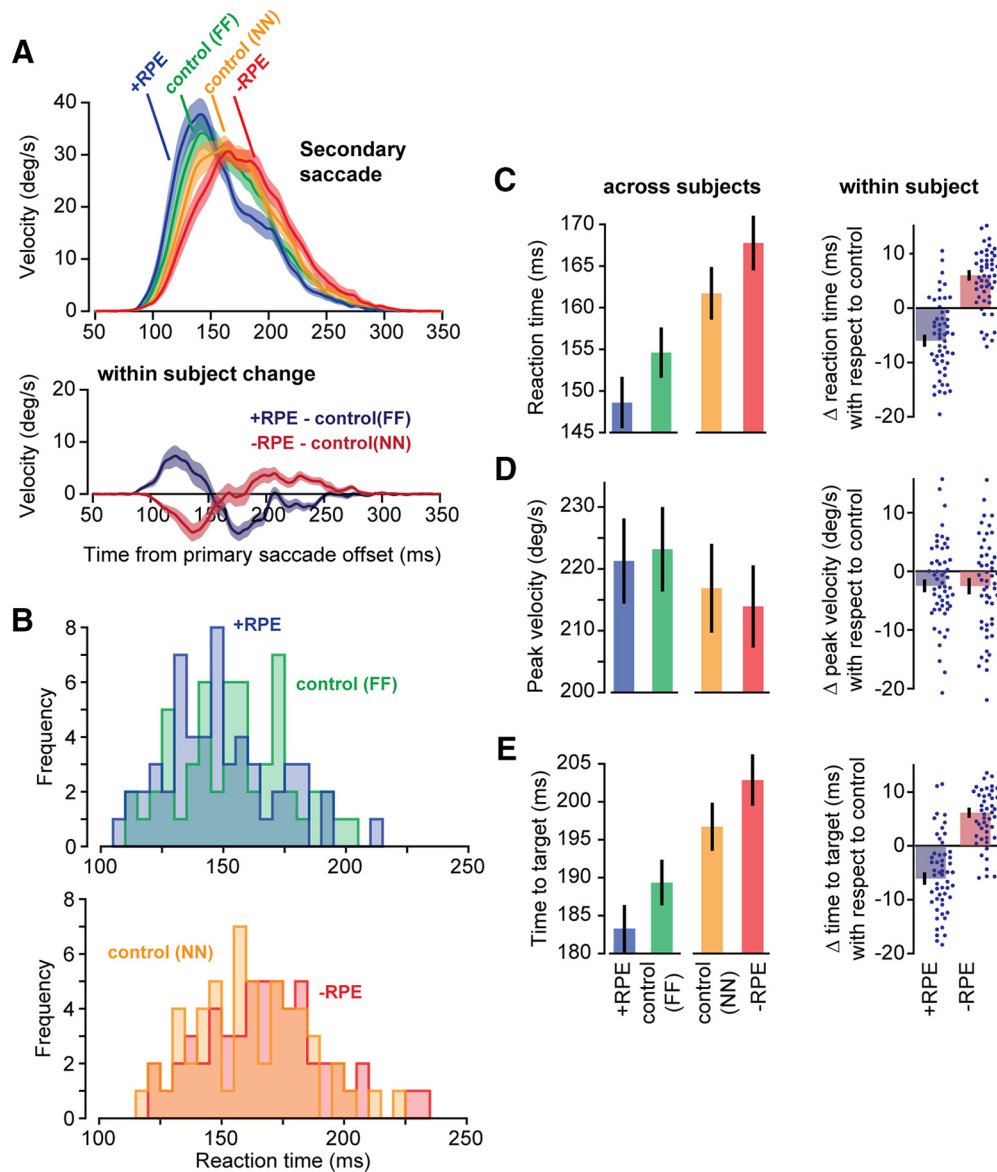 A
+RPE
control (FF)
control (NN)
-RPE
40
30
20
10
0
Velocity (deg/s)
Secondary
saccade
50 100 150 200 250 300 350
within subject change
20
10
0
Velocity (deg/s)
+RPE - control(FF)
-RPE - control(NN)
50 100 150 200 250 300 350
Time from primary saccade offset (ms)
B
8
6
4
2
0
Frequency
+RPE
control (FF)
100 150 200 250
8
6
4
2
0
Frequency
control (NN)
-RPE
100 150 200 250
Reaction time (ms)
C
across subjects
within subject
170
165
160
155
150
145
Reaction time (ms)
10
0
-10
-20
Δ reaction time (ms)
with respect to control
D
230
220
210
200
Peak velocity (deg/s)
10
0
-10
-20
Δ peak velocity (deg/s)
with respect to control
E
205
200
195
190
185
180
Time to target (ms)
+RPE
control
(FF)
control
(NN)
-RPE
10
0
-10
-20
Δ time to target (ms)
with respect to control
+RPE
-RPE